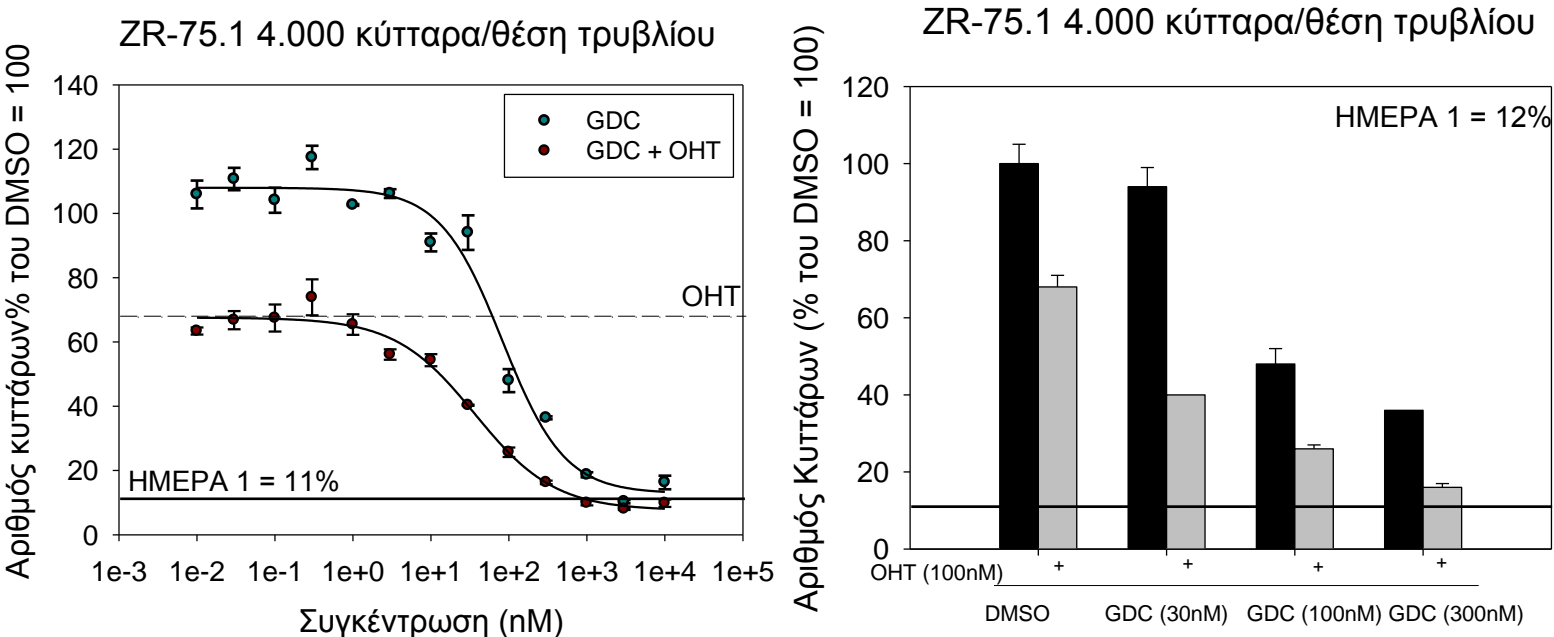 ZR-75.1 4.000 κύτταρα/θέση τρυβλίου
Αριθμός κυττάρων% του DMSO = 100
140
120
100
80
60
40
20
0
GDC
GDC + OHT
OHT
ΗΜΕΡΑ 1 = 11%
1e-3 1e-2 1e-1 1e+0 1e+1 1e+2 1e+3 1e+4 1e+5
Συγκέντρωση (nM)
ZR-75.1 4.000 κύτταρα/θέση τρυβλίου
Αριθμός Κυττάρων (% του DMSO = 100)
120
100
80
60
40
20
0
ΗΜΕΡΑ 1 = 12%
OHT (100nM) + + + +
DMSO GDC (30nM) GDC (100nM) GDC (300nM)